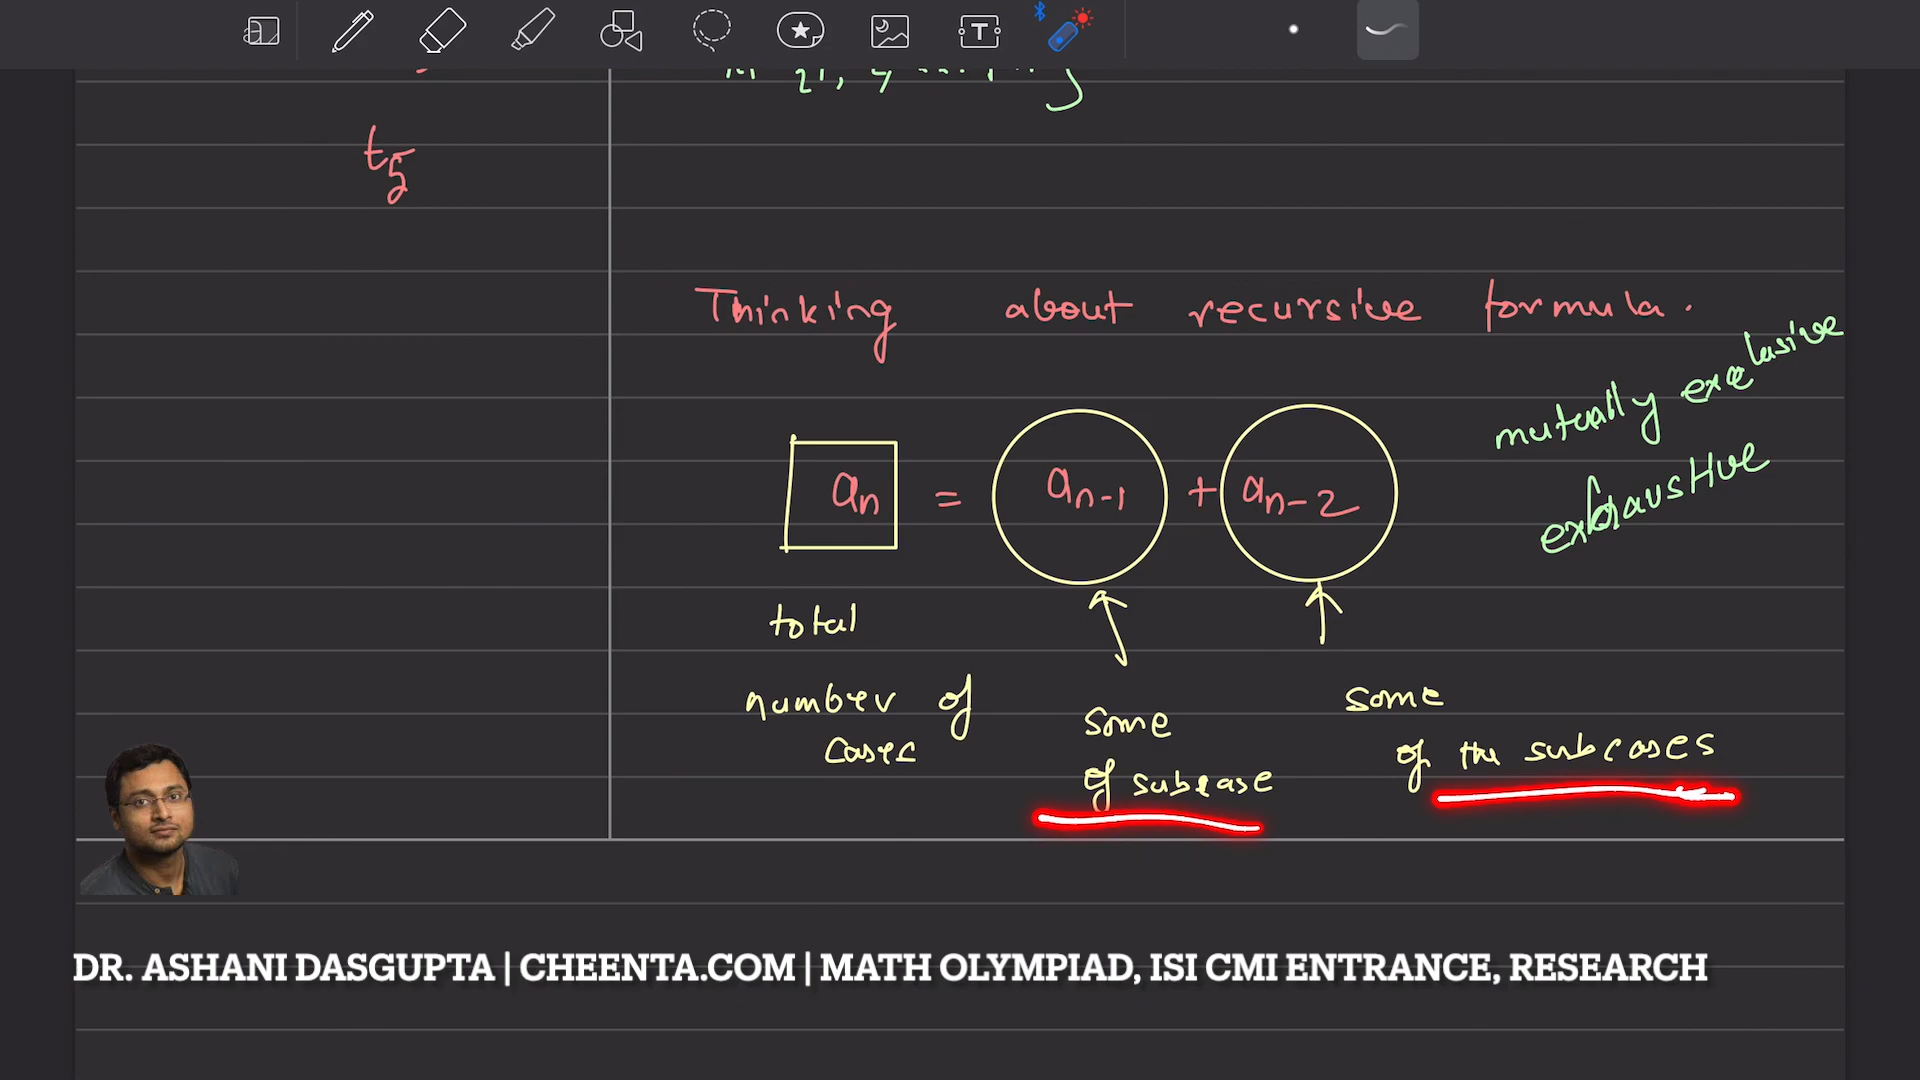 t5
Thinking about recursive formula.
mutually exclusive
exhaustive
an = an-1 + an-2
total
number of
cases
some
of subcase
some
of the subcases
DR. ASHANI DASGUPTA | CHEENTA.COM | MATH OLYMPIAD, ISI CMI ENTRANCE, RESEARCH